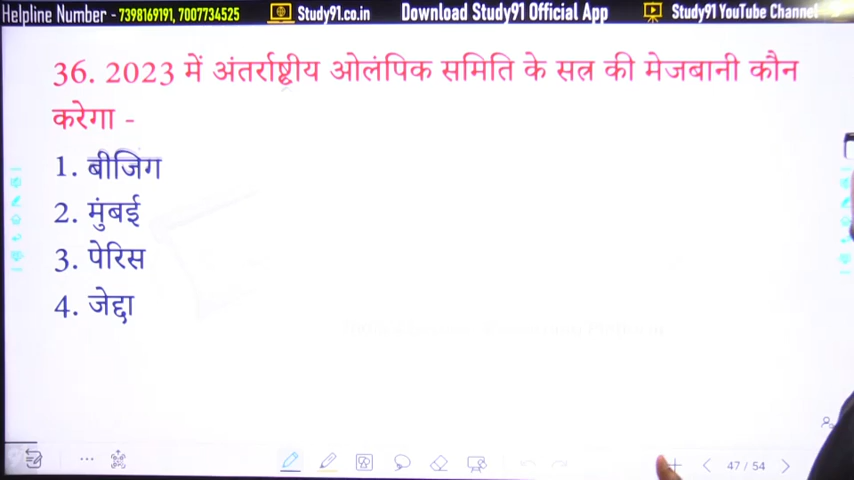 Helpline Number - 7398169191, 7007734525 Study91.co.in Download Study91 Official App Study91 YouTube Channel
36. 2023 में अंतर्राष्ट्रीय ओलंपिक समिति के सत्र की मेजबानी कौन
करेगा -
1. बीजिंग
2. मुंबई
3. पेरिस
4. जेद्दा
47 / 54